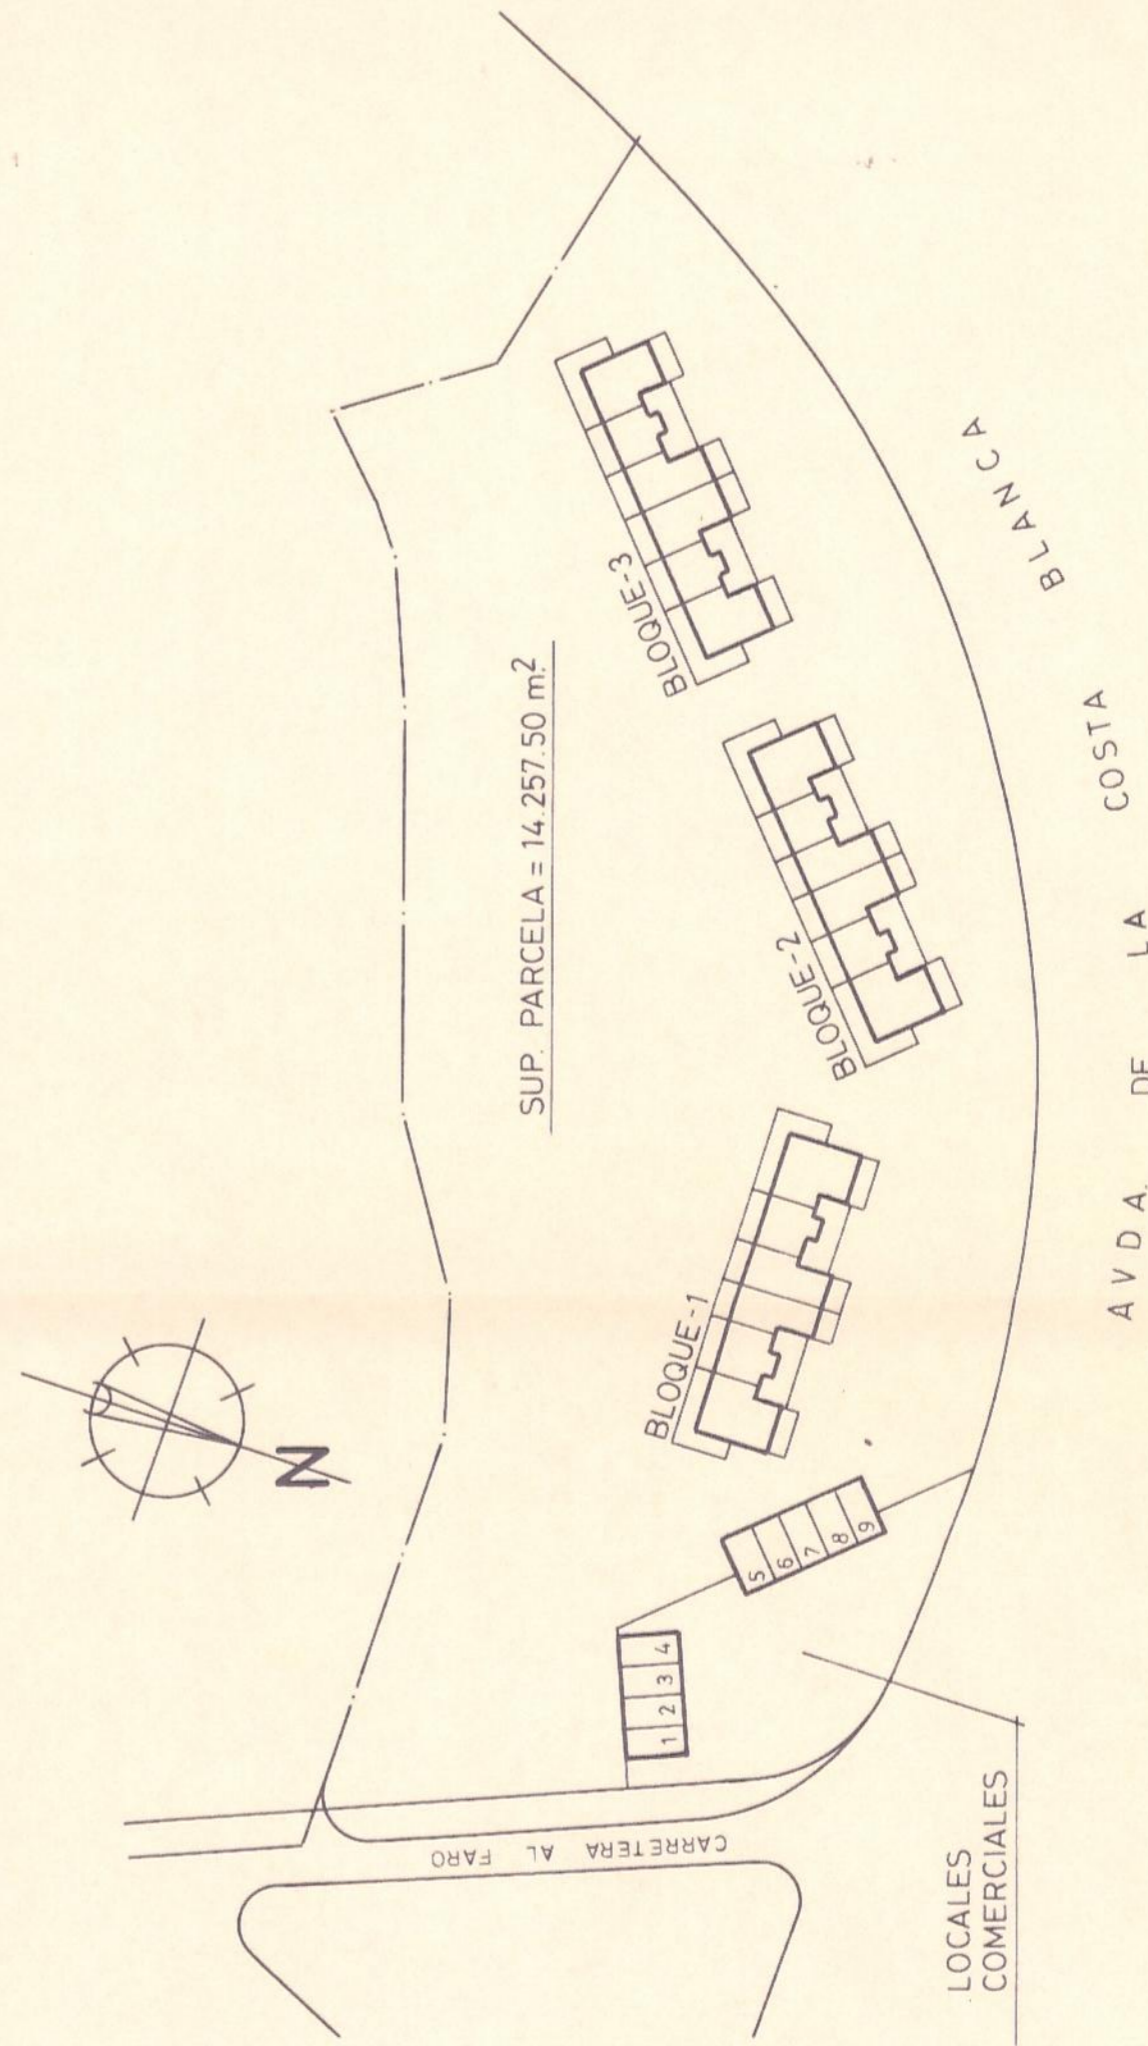 N
SUP. PARCELA = 14.257.50 m²
BLOQUE-1
BLOQUE-2
BLOQUE-3
1 2 3 4
5
6
7
8
9
CARRETERA AL FARO
LOCALES
COMERCIALES
AVDA. DE LA COSTA BLANCA